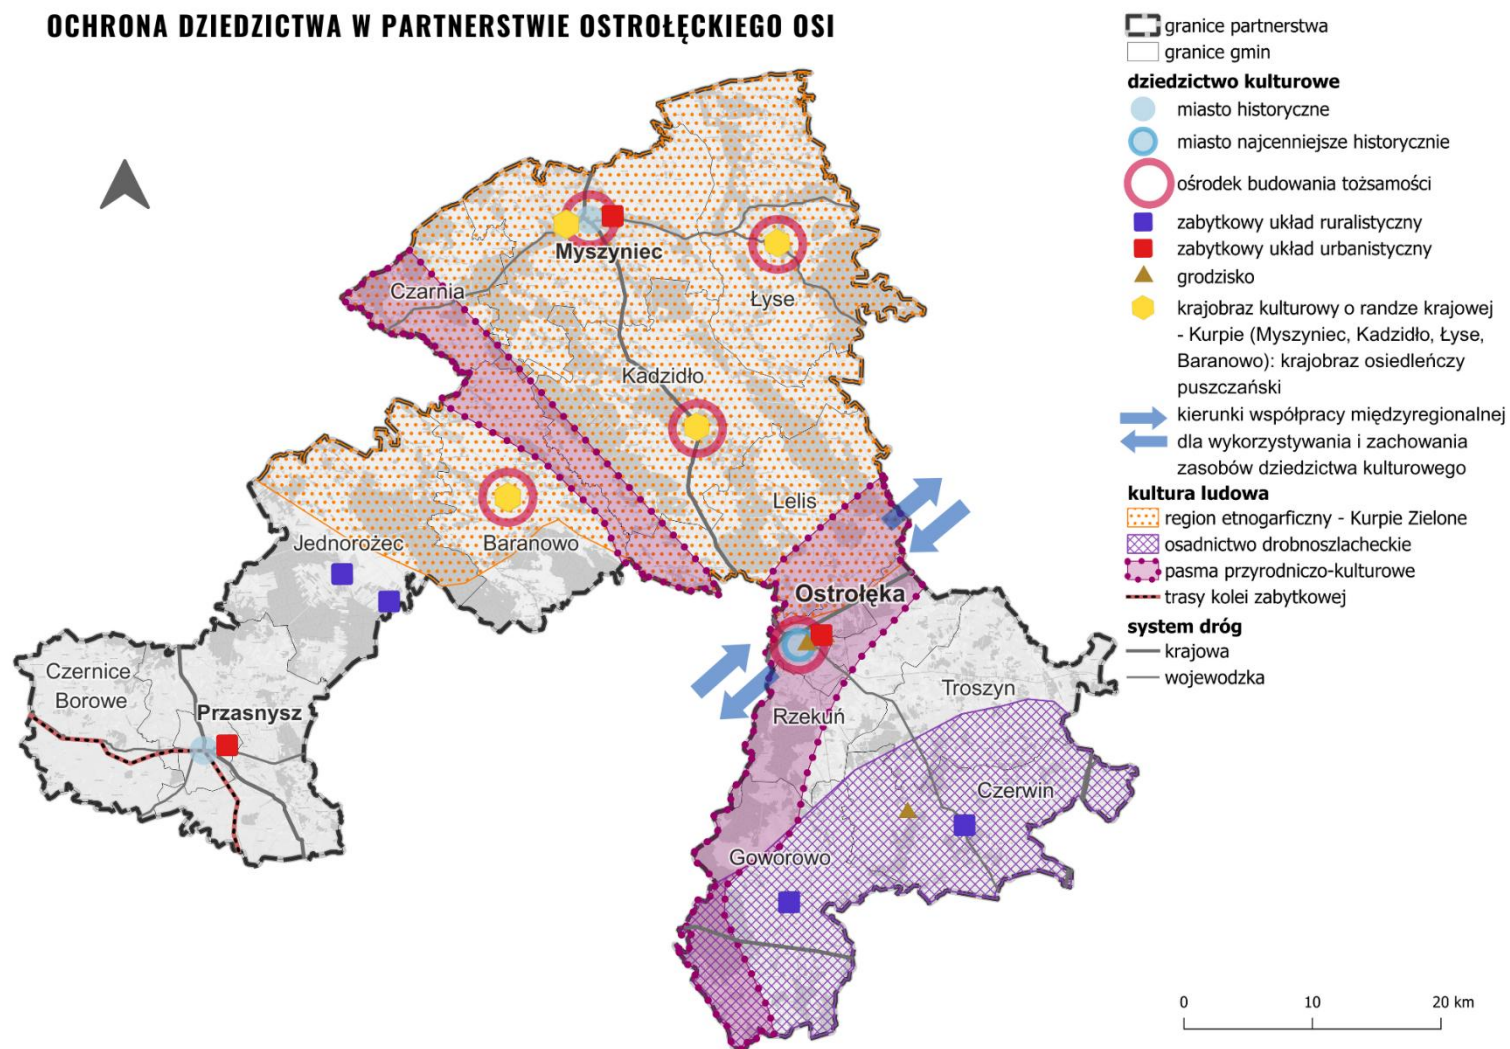 OCHRONA DZIEDZICTWA W PARTNERSTWIE OSTROŁĘCKIEGO OSI
granice partnerstwa
granice gmin
dziedzictwo kulturowe
miasto historyczne
miasto najcenniejsze historycznie
ośrodek budowania tożsamości
zabytkowy układ ruralistyczny
zabytkowy układ urbanistyczny
grodzisko
krajobraz kulturowy o randze krajowej
- Kurpie (Myszyniec, Kadzidło, Łyse,
Baranowo): krajobraz osiedleńczy
puszczański
kierunki współpracy międzyregionalnej
dla wykorzystywania i zachowania
zasobów dziedzictwa kulturowego
kultura ludowa
region etnogarficzny - Kurpie Zielone
osadnictwo drobnoszlacheckie
pasma przyrodniczo-kulturowe
trasy kolei zabytkowej
system dróg
krajowa
wojewodzka
Myszyniec
Czarnia
Łyse
Kadzidło
Lelis
Jednorożec
Baranowo
Ostrołęka
Czernice
Borowe
Przasnysz
Troszyn
Rzekuń
Czerwin
Goworowo
0 10 20 km